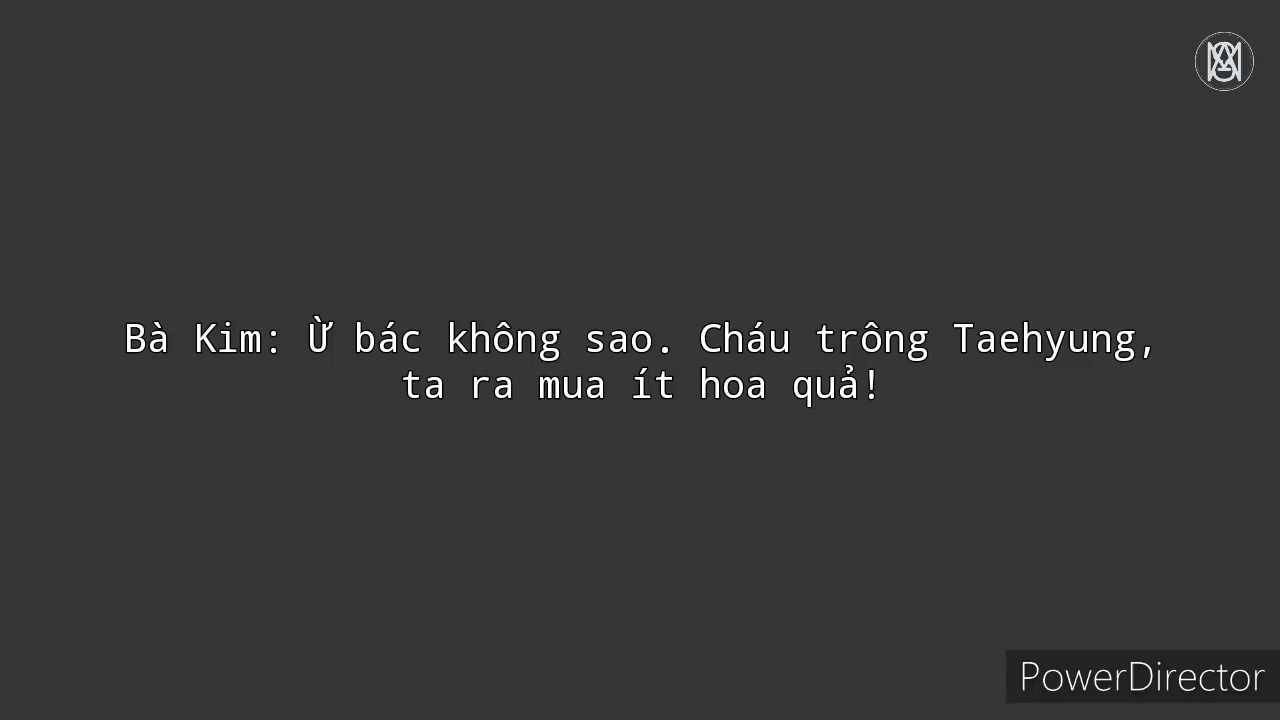 Bà Kim: Ừ bác không sao. Cháu trông Taehyung,
ta ra mua ít hoa quả!
PowerDirector